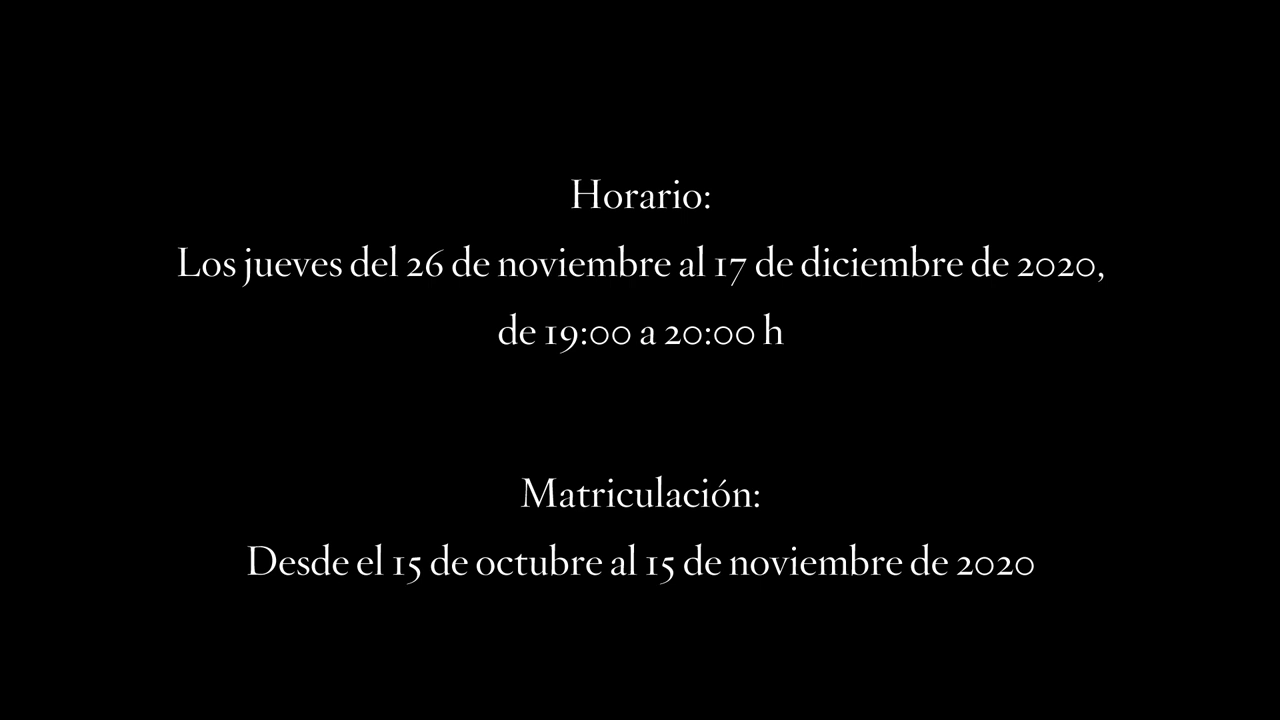 Horario:
Los jueves del 26 de noviembre al 17 de diciembre de 2020,
de 19:00 a 20:00 h
Matriculación:
Desde el 15 de octubre al 15 de noviembre de 2020